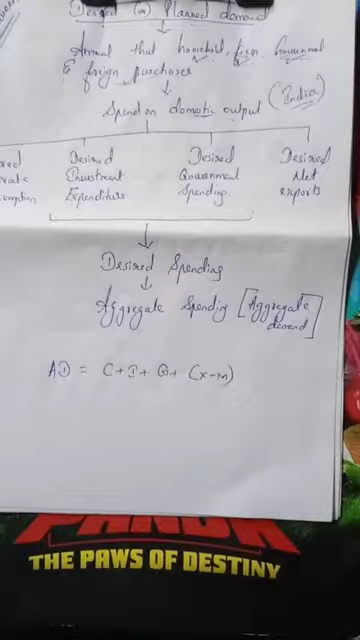 Desired (or) Planned demand
Amount that household, firm, Government
& foreign purchases
Spend on domestic output (India)
Desired Desired Desired
Investment Government Net
Expenditure Spending exports
Desired Spending
Aggregate Spending [Aggregate
demand]
AD = C+I+G+(X-M)
PANDA
THE PAWS OF DESTINY